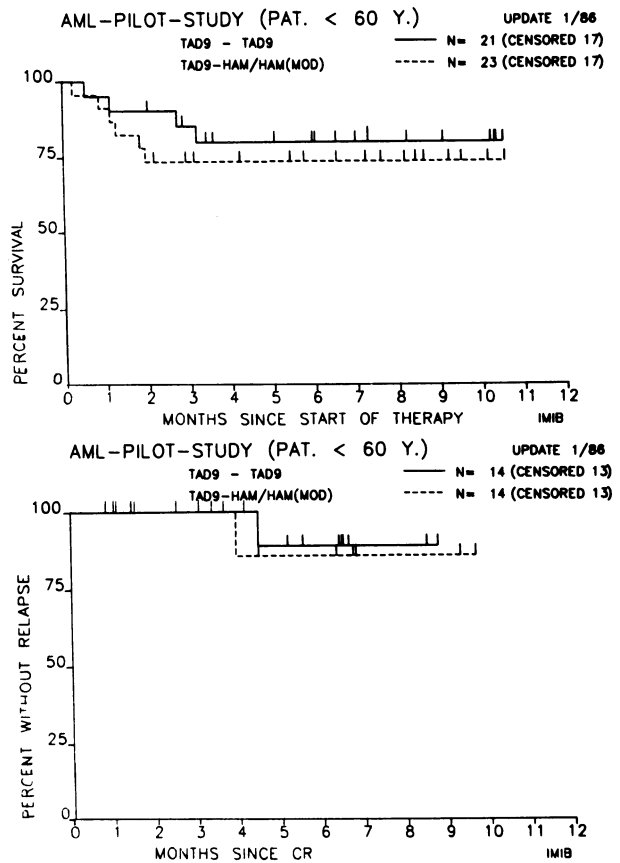 AML-PILOT-STUDY (PAT. < 60 Y.) UPDATE 1/86
TAD9 - TAD9 N= 21 (CENSORED 17)
TAD9-HAM/HAM(MOD) N= 23 (CENSORED 17)
100
75
50
25
0
PERCENT SURVIVAL
0 1 2 3 4 5 6 7 8 9 10 11 12
MONTHS SINCE START OF THERAPY IMIB
AML-PILOT-STUDY (PAT. < 60 Y.) UPDATE 1/86
TAD9 - TAD9 N= 14 (CENSORED 13)
TAD9-HAM/HAM(MOD) N= 14 (CENSORED 13)
100
75
50
25
0
PERCENT WITHOUT RELAPSE
0 1 2 3 4 5 6 7 8 9 10 11 12
MONTHS SINCE CR IMIB